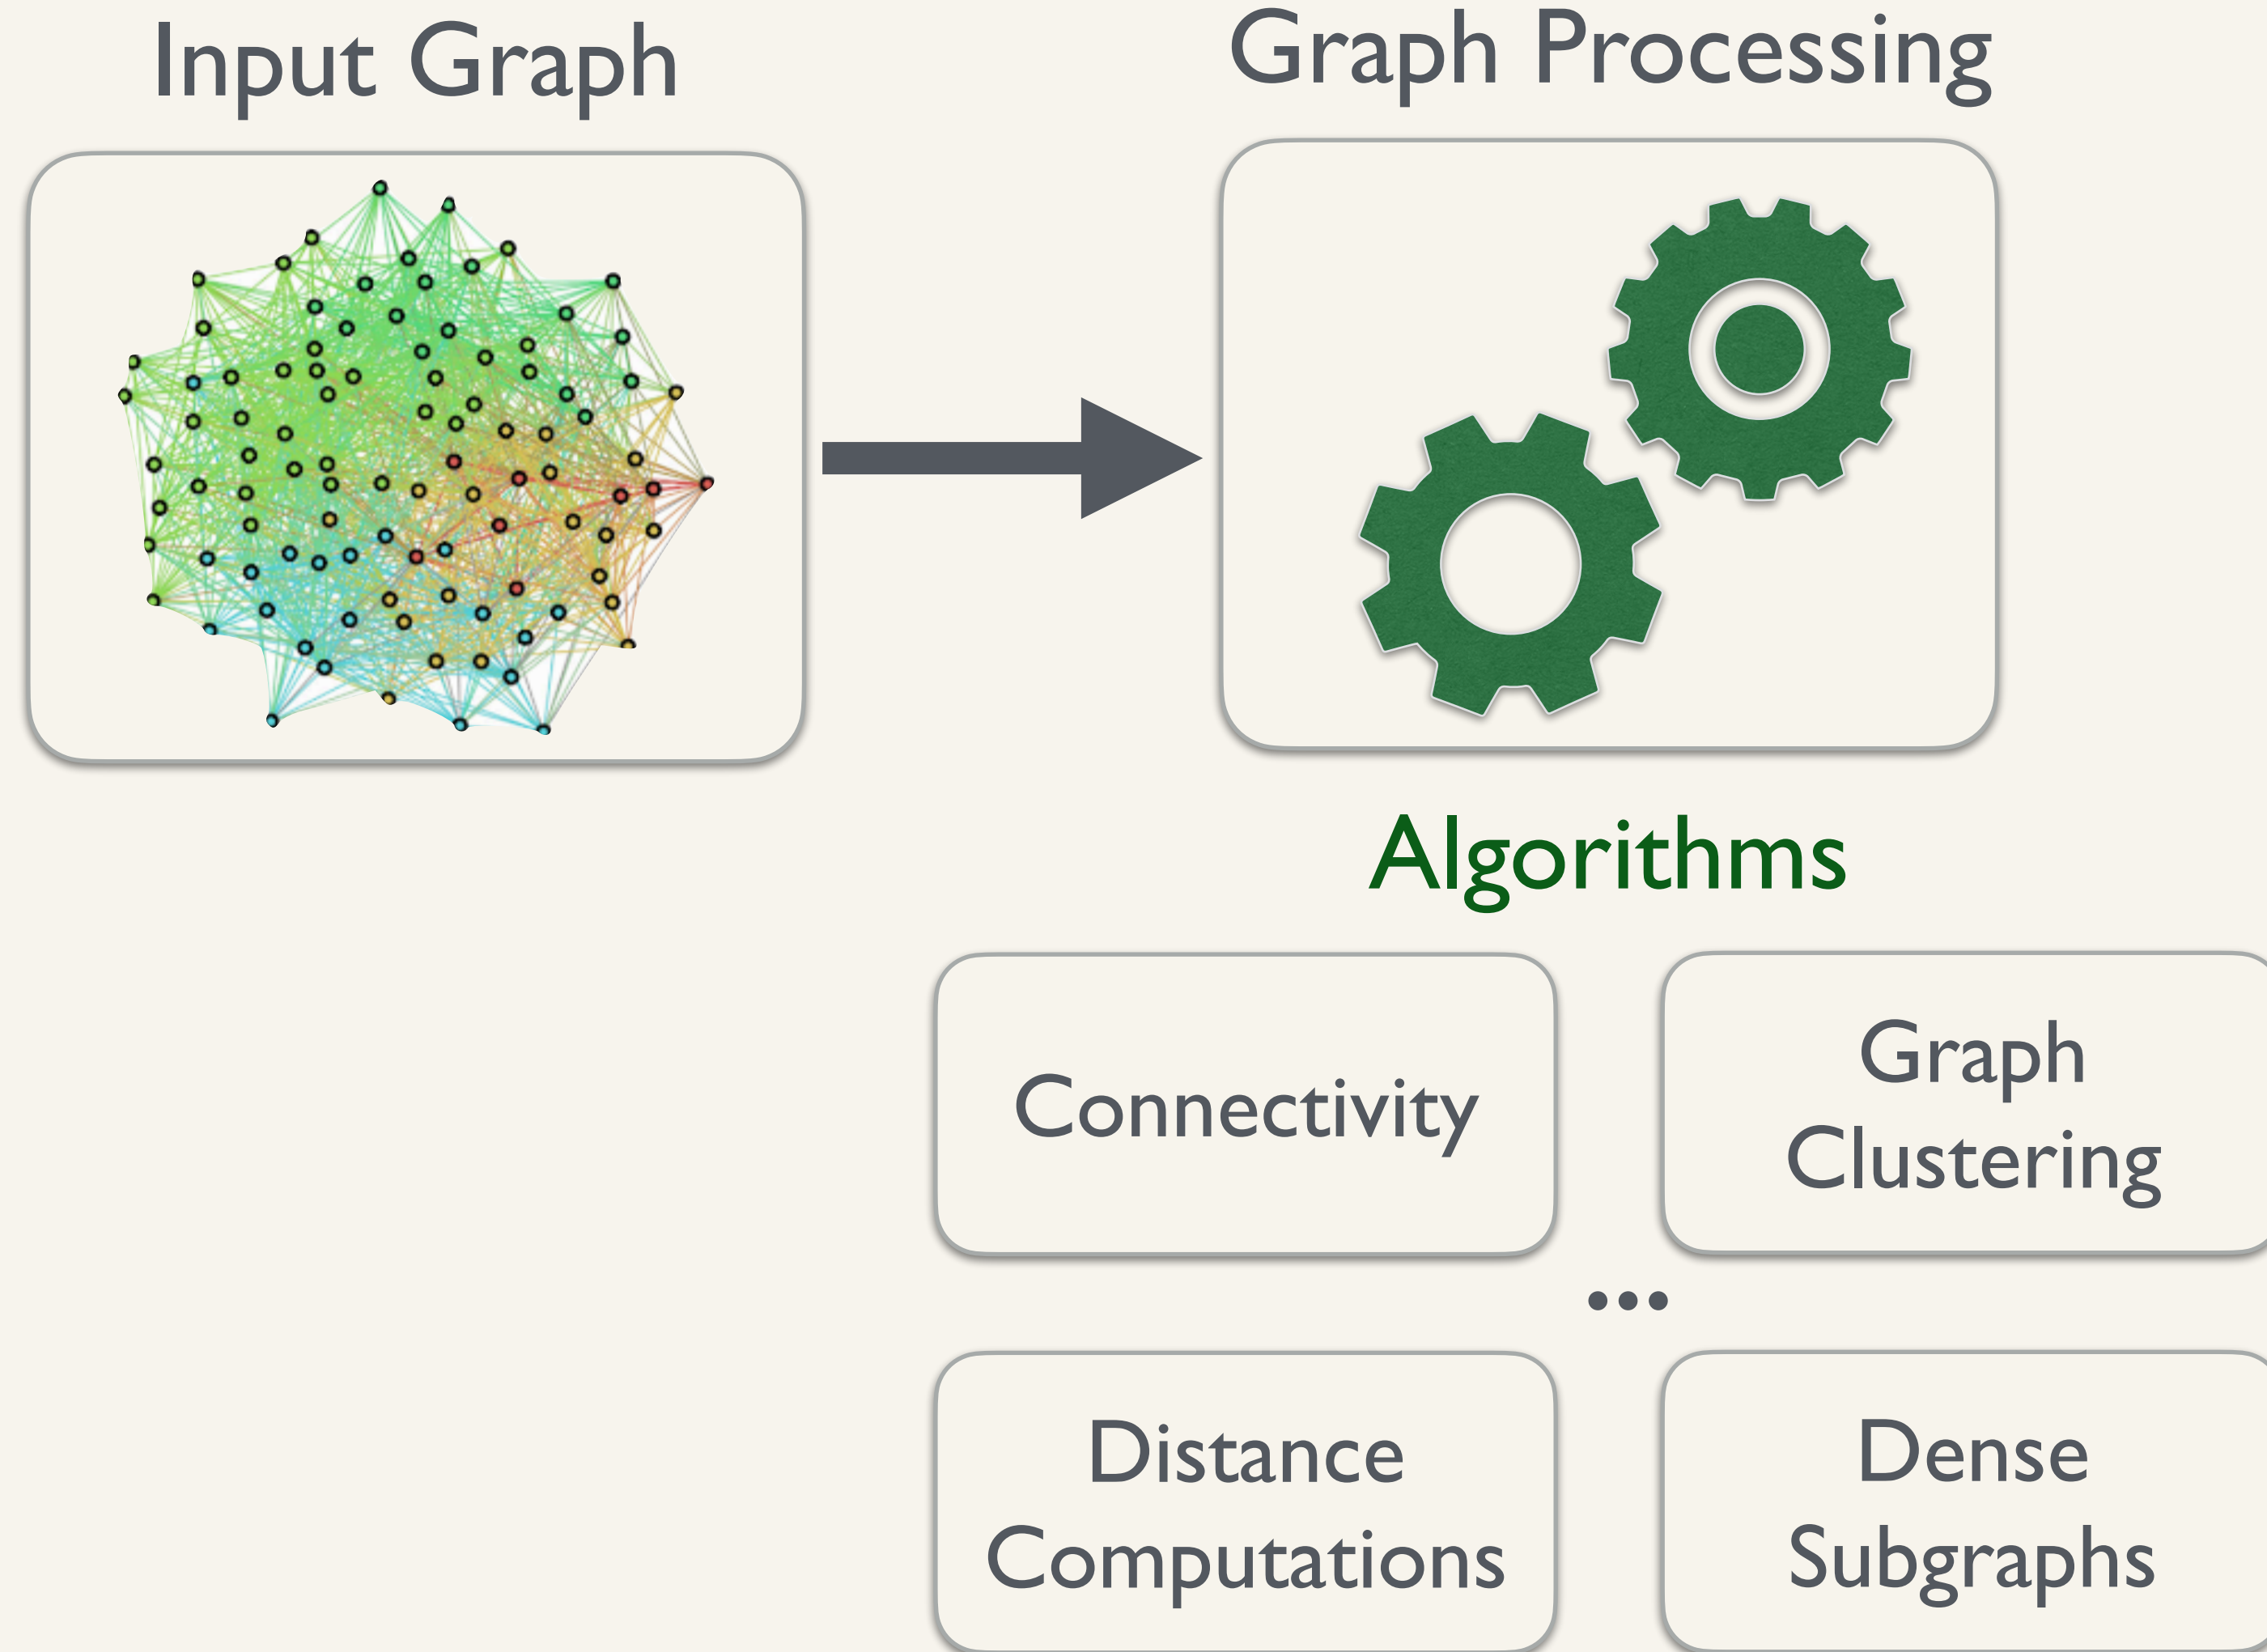 Input Graph
Graph Processing
Algorithms
Connectivity
Graph
Clustering
...
Distance
Computations
Dense
Subgraphs